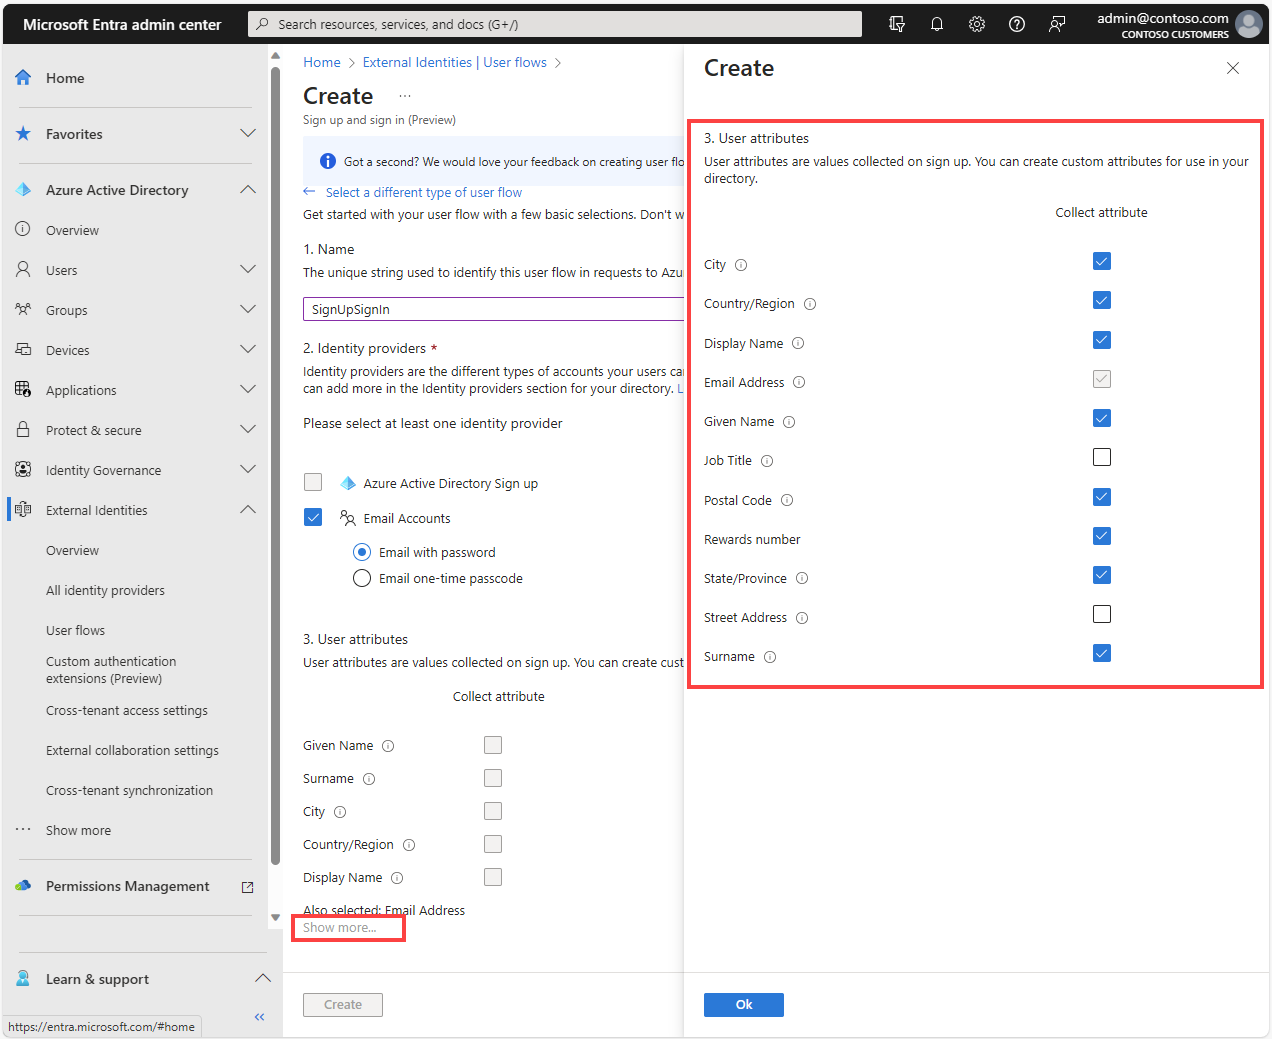 Microsoft Entra admin center
Search resources, services, and docs (G+/)
admin@contoso.com
CONTOSO CUSTOMERS
Home
Favorites
Azure Active Directory
Overview
Users
Groups
Devices
Applications
Protect & secure
Identity Governance
External Identities
Overview
All identity providers
User flows
Custom authentication
extensions (Preview)
Cross-tenant access settings
External collaboration settings
Cross-tenant synchronization
Show more
Permissions Management
Learn & support
https://entra.microsoft.com/#home
Home > External Identities | User flows >
Create ...
Sign up and sign in (Preview)
Got a second? We would love your feedback on creating user flo
Select a different type of user flow
Get started with your user flow with a few basic selections. Don't w
1. Name
The unique string used to identify this user flow in requests to Azu
SignUpSignIn
2. Identity providers *
Identity providers are the different types of accounts your users ca
can add more in the Identity providers section for your directory. L
Please select at least one identity provider
Azure Active Directory Sign up
Email Accounts
Email with password
Email one-time passcode
3. User attributes
User attributes are values collected on sign up. You can create cust
Collect attribute
Given Name
Surname
City
Country/Region
Display Name
Also selected: Email Address
Show more...
Create
Create
3. User attributes
User attributes are values collected on sign up. You can create custom attributes for use in your
directory.
Collect attribute
City
Country/Region
Display Name
Email Address
Given Name
Job Title
Postal Code
Rewards number
State/Province
Street Address
Surname
Ok